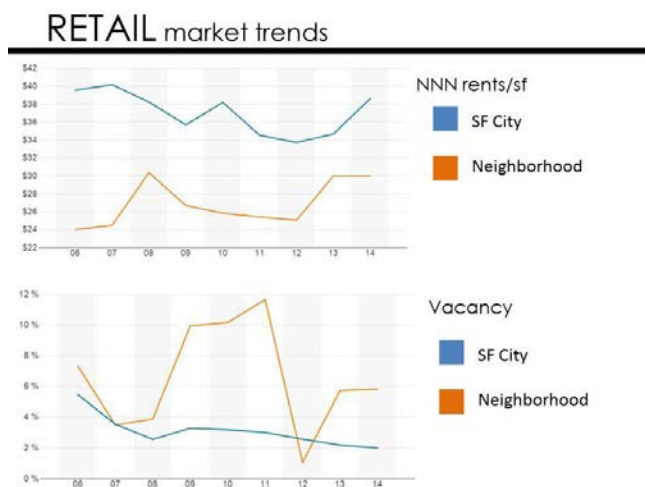 RETAIL market trends
NNN rents/sf
SF City
Neighborhood
$42
$40
$38
$36
$34
$32
$30
$28
$26
$24
$22
06 07 08 09 10 11 12 13 14
Vacancy
SF City
Neighborhood
12 %
10 %
8 %
6 %
4 %
2 %
0 %
06 07 08 09 10 11 12 13 14